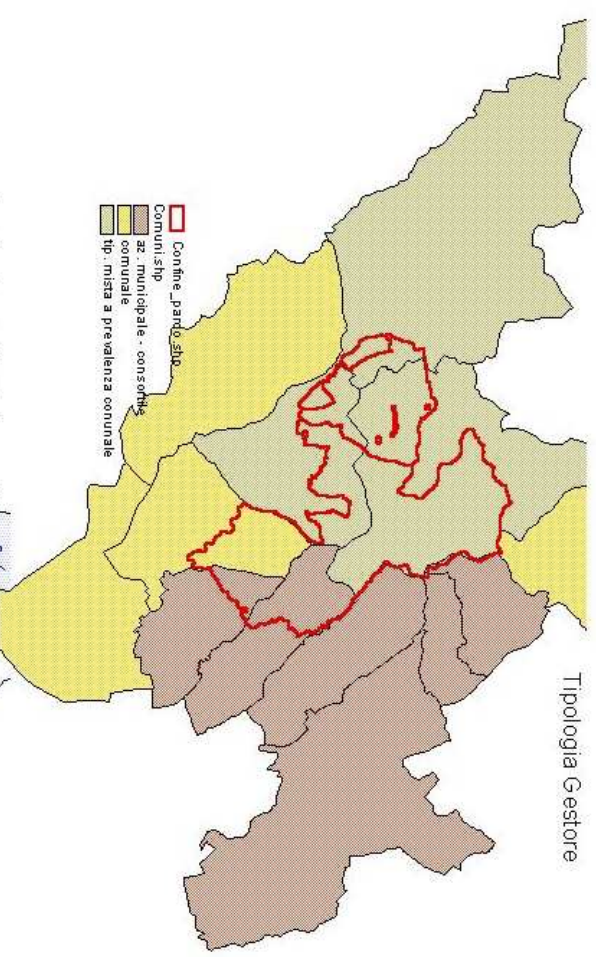 Tipologia Gestore
Confine_parco.shp
Comuni.shp
az. municipale - consortile
comunale
tip. mista a prevalenza comunale